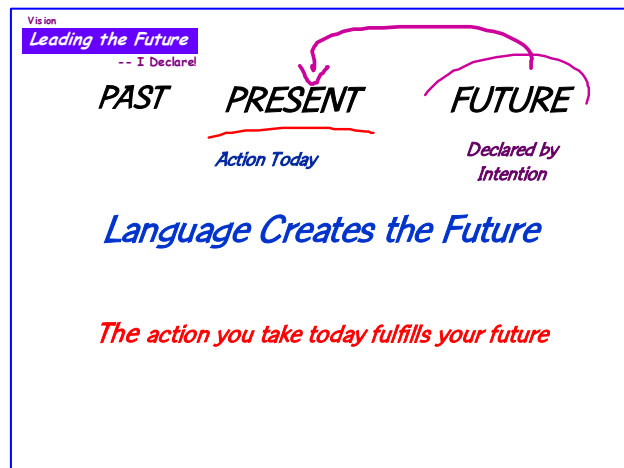 Vision
Leading the Future
-- I Declare!
PAST PRESENT FUTURE
Action Today
Declared by
Intention
Language Creates the Future
The action you take today fulfills your future